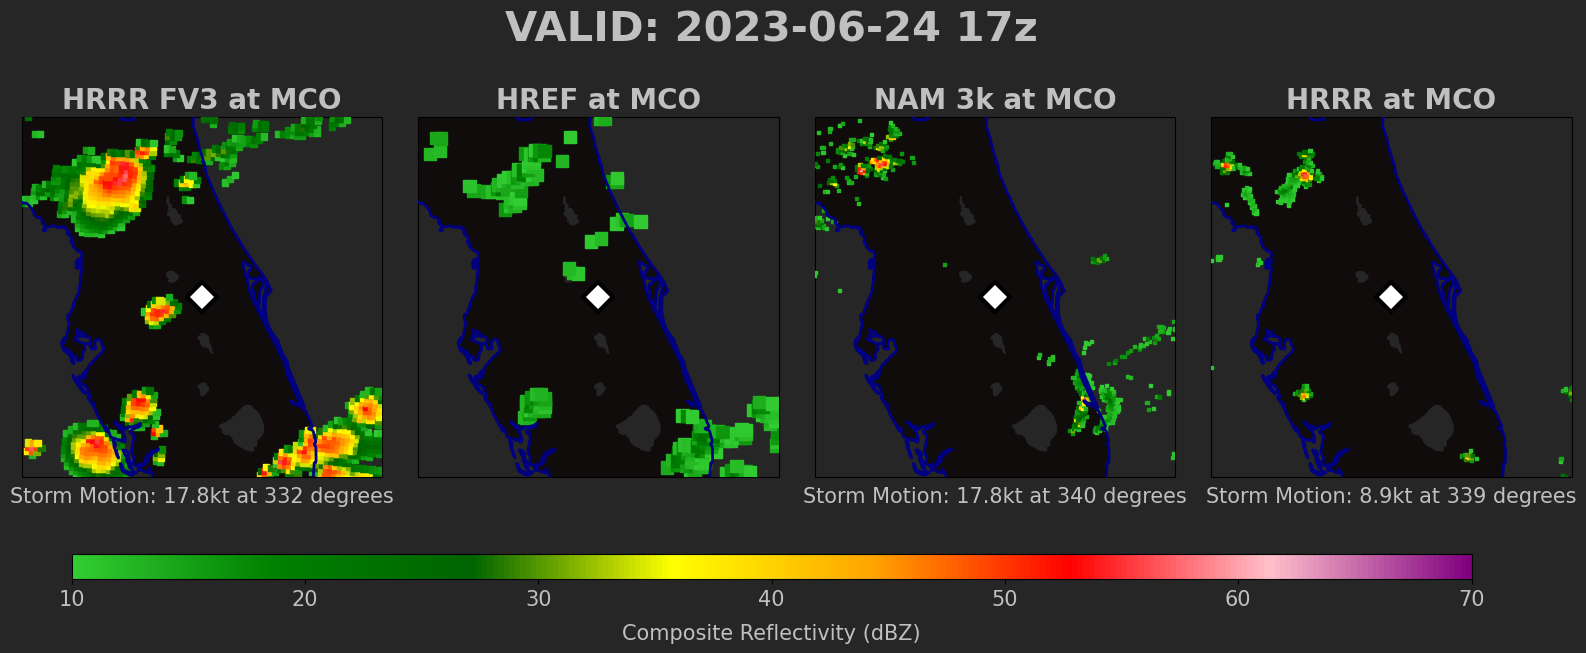 VALID: 2023-06-24 17z
HRRR FV3 at MCO
HREF at MCO
NAM 3k at MCO
HRRR at MCO
Storm Motion: 17.8kt at 332 degrees
Storm Motion: 17.8kt at 340 degrees
Storm Motion: 8.9kt at 339 degrees
10 20 30 40 50 60 70
Composite Reflectivity (dBZ)